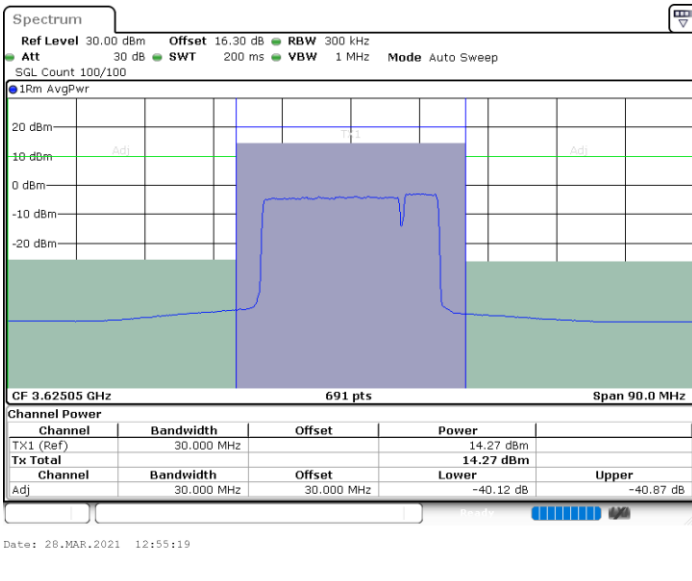 Spectrum
Ref Level 30.00 dBm Offset 16.30 dB RBW 300 kHz
Att 30 dB SWT 200 ms VBW 1 MHz Mode Auto Sweep
SGL Count 100/100
1Rm AvgPwr
20 dBm
TX1
Adj Adj
10 dBm
0 dBm
-10 dBm
-20 dBm
CF 3.62505 GHz 691 pts Span 90.0 MHz
Channel Power
Channel Bandwidth Offset Power
TX1 (Ref) 30.000 MHz 14.27 dBm
Tx Total 14.27 dBm
Channel Bandwidth Offset Lower Upper
Adj 30.000 MHz 30.000 MHz -40.12 dB -40.87 dB
Ready
Date: 28.MAR.2021 12:55:19